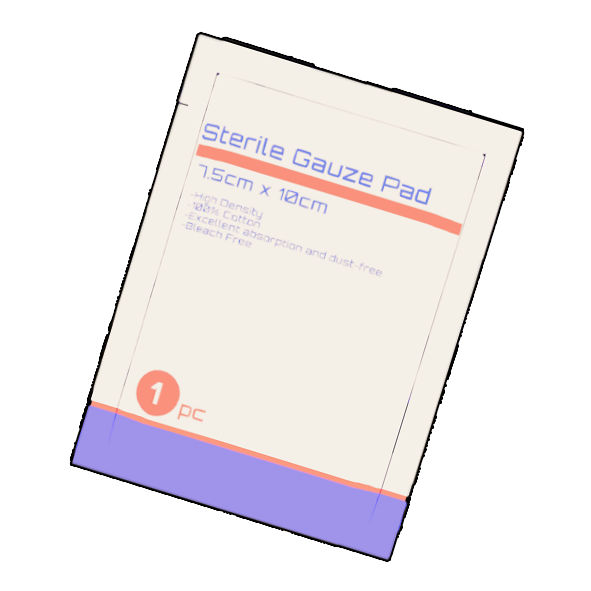 Sterile Gauze Pad
7.5cm x 10cm
-High Density
-100% Cotton
-Excellent absorption and dust-free
-Bleach Free
1
pc